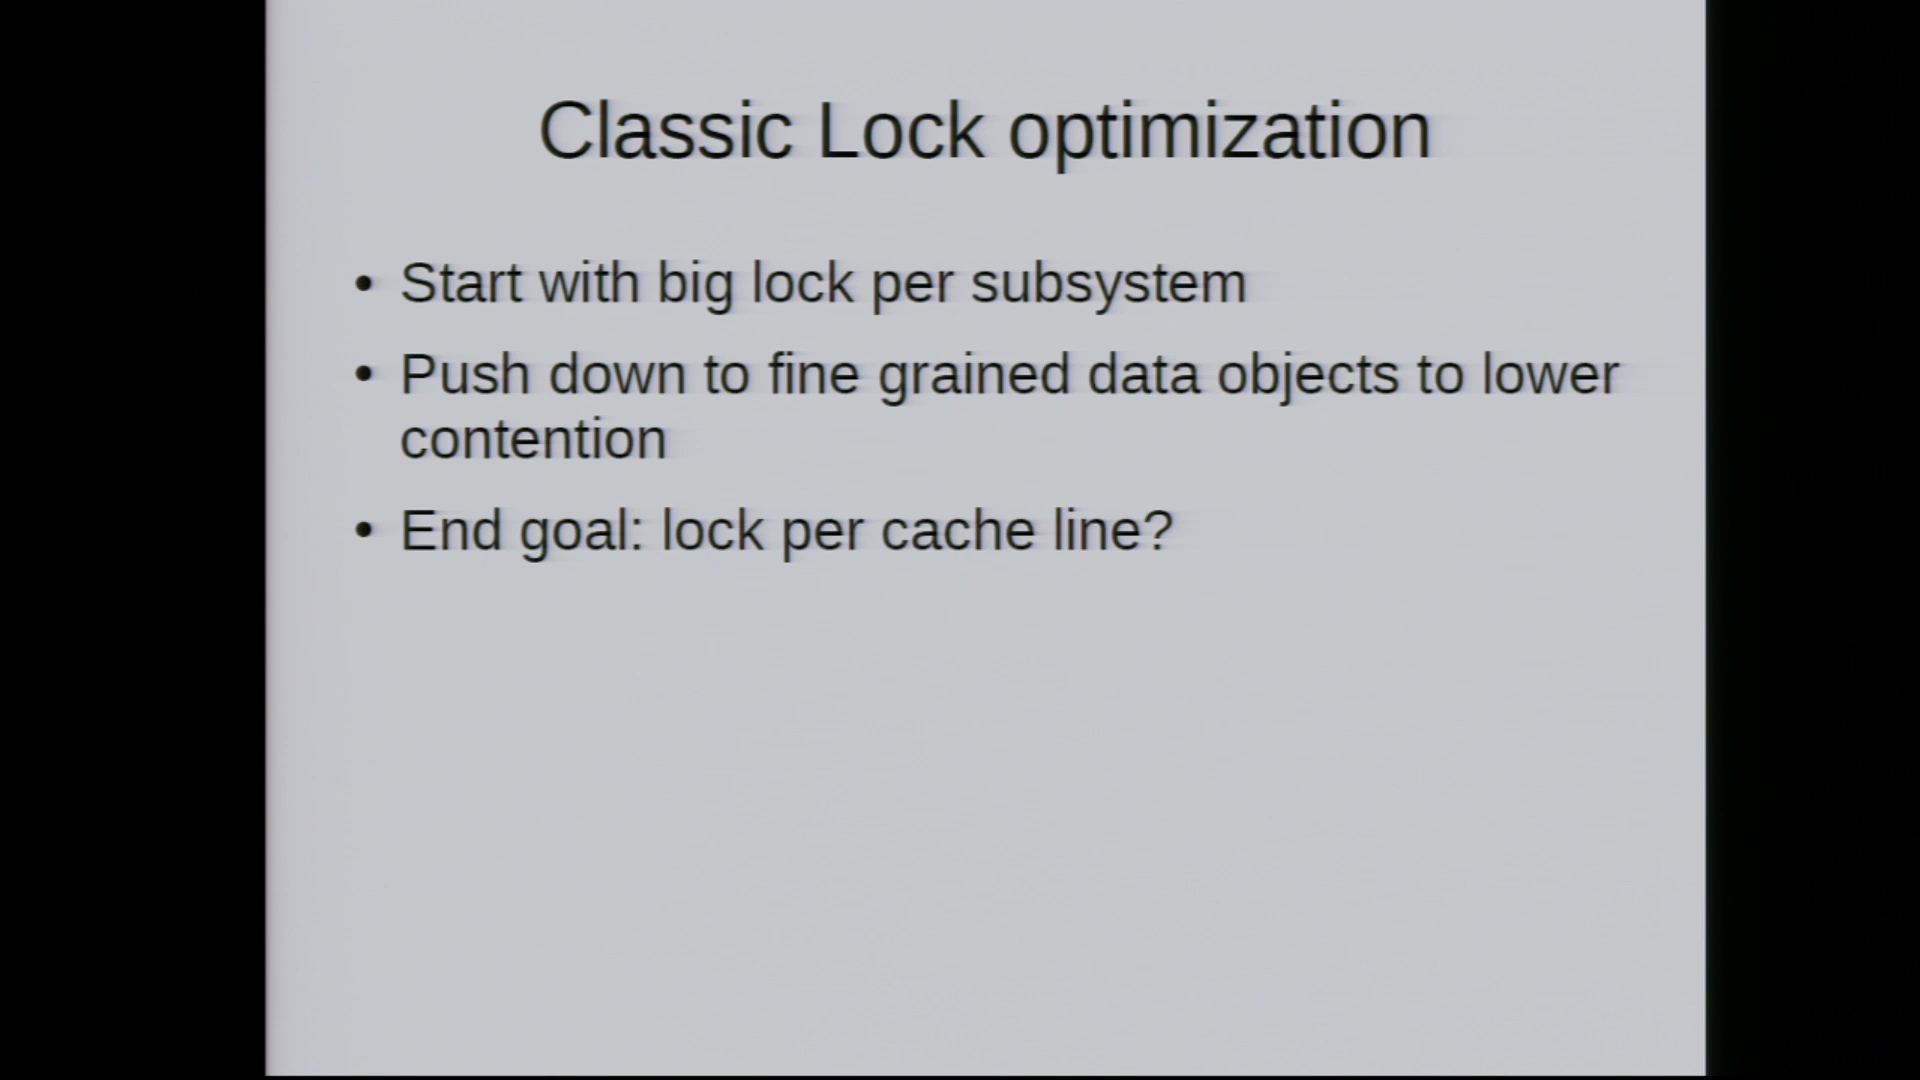 Classic Lock optimization
• Start with big lock per subsystem
• Push down to fine grained data objects to lower
contention
• End goal: lock per cache line?